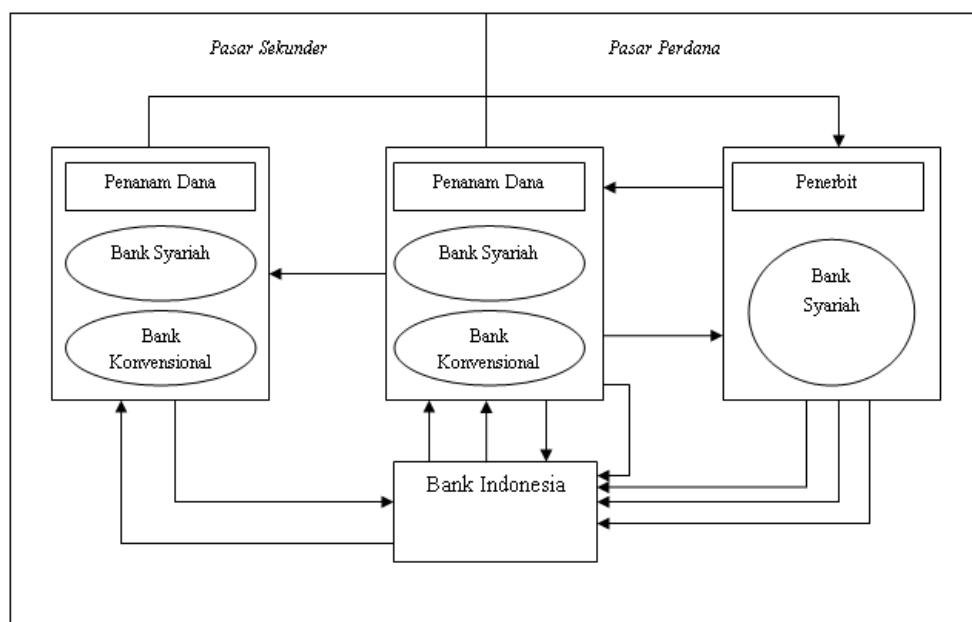 Pasar Sekunder
Pasar Perdana
Penanam Dana
Bank Syariah
Bank
Konvensional
Penanam Dana
Bank Syariah
Bank
Konvensional
Penerbit
Bank
Syariah
Bank Indonesia